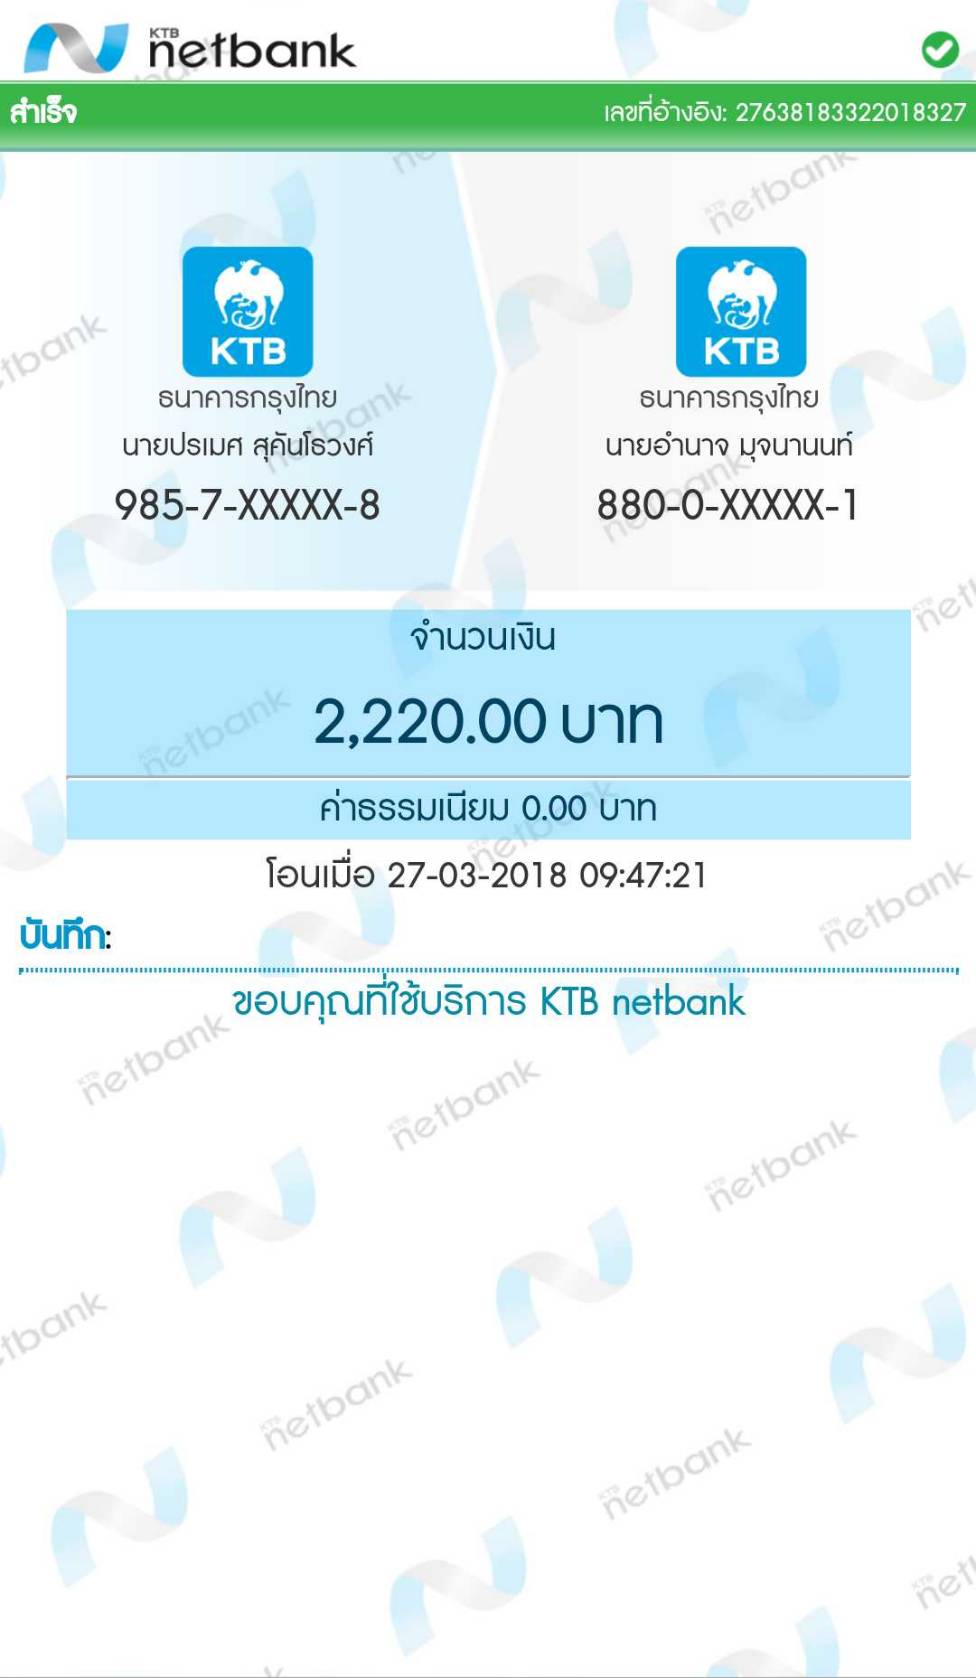 KTB netbank
สำเร็จ เลขที่อ้างอิง: 27638183322018327
KTB KTB
ธนาคารกรุงไทย ธนาคารกรุงไทย
นายปรเมศ สุคันโธวงศ์ นายอำนาจ มุจนานนท์
985-7-XXXXX-8 880-0-XXXXX-1
จำนวนเงิน
2,220.00 บาท
ค่าธรรมเนียม 0.00 บาท
โอนเมื่อ 27-03-2018 09:47:21
บันทึก:
ขอบคุณที่ใช้บริการ KTB netbank